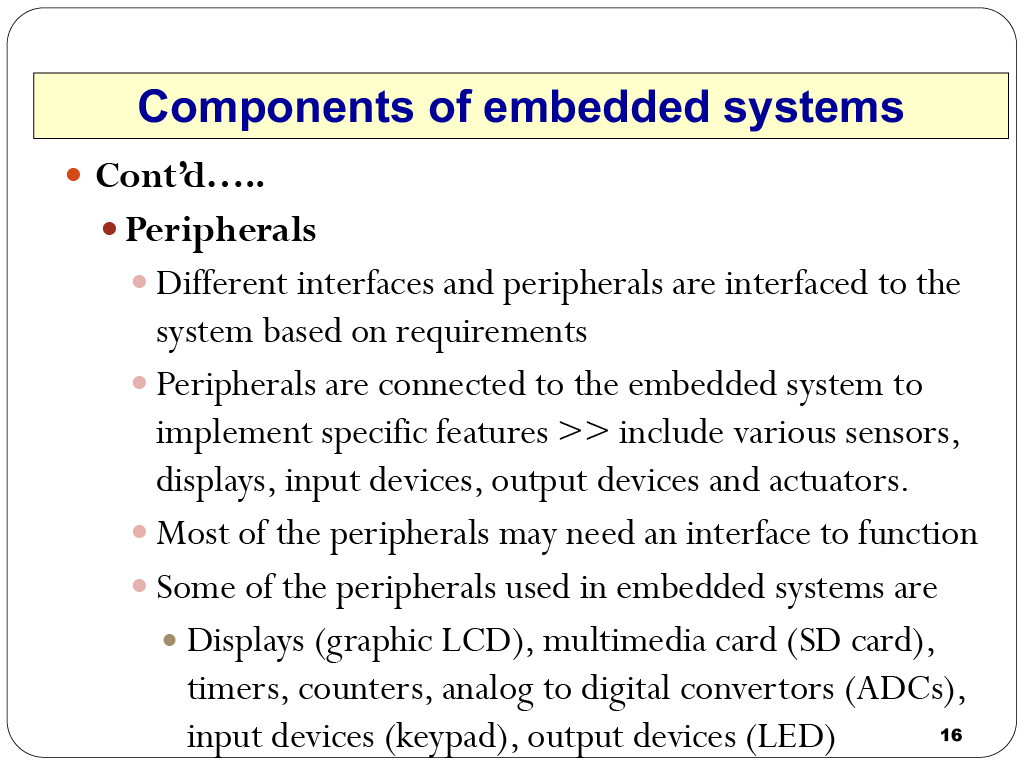 Components of embedded systems
Cont’d…..
Peripherals
Different interfaces and peripherals are interfaced to the
system based on requirements
Peripherals are connected to the embedded system to
implement specific features >> include various sensors,
displays, input devices, output devices and actuators.
Most of the peripherals may need an interface to function
Some of the peripherals used in embedded systems are
Displays (graphic LCD), multimedia card (SD card),
timers, counters, analog to digital convertors (ADCs),
input devices (keypad), output devices (LED)
16